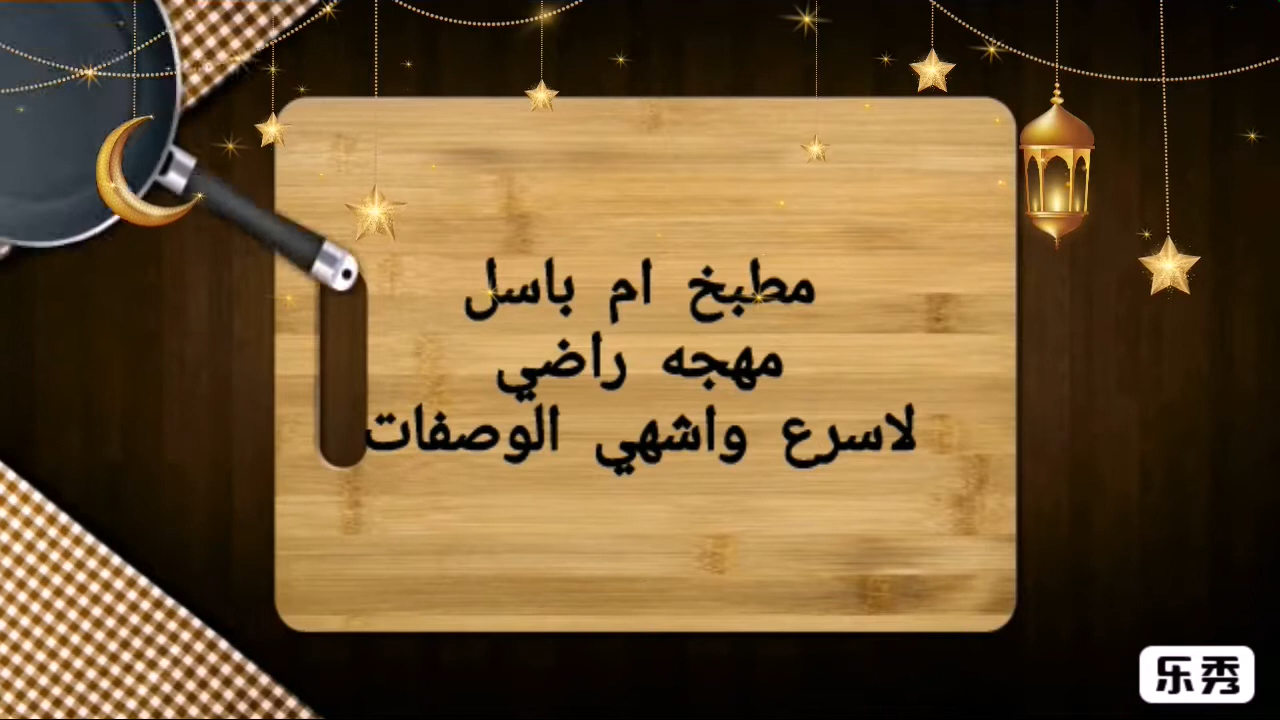 مطبخ ام باسل
مهجه راضي
لاسرع واشهي الوصفات
乐秀